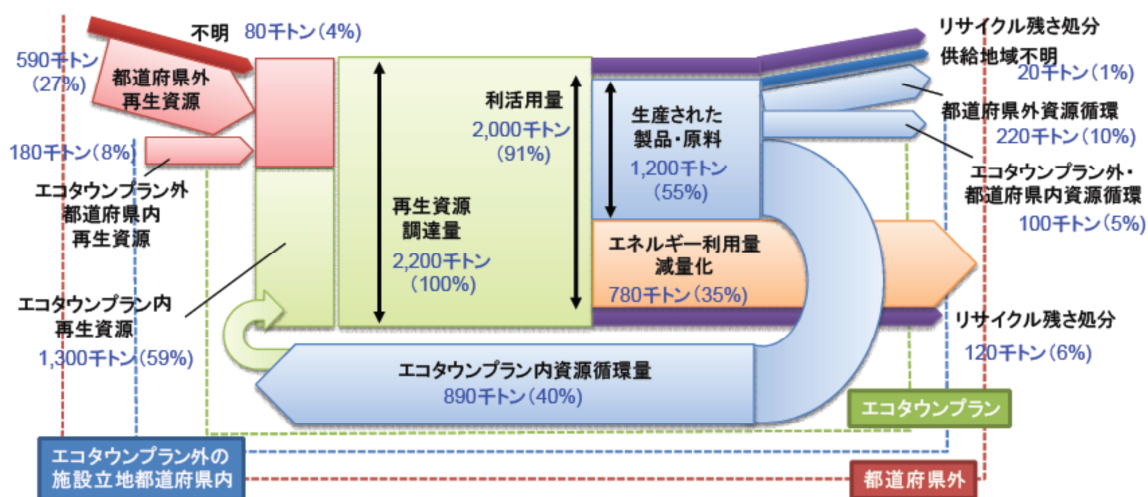 不明 80千トン(4%)
590千トン
(27%)
都道府県外
再生資源
180千トン(8%)
エコタウンプラン外
都道府県内
再生資源
エコタウンプラン内
再生資源
1,300千トン(59%)
再生資源
調達量
2,200千トン
(100%)
利活用量
2,000千トン
(91%)
生産された
製品・原料
1,200千トン
(55%)
エネルギー利用量
減量化
780千トン(35%)
リサイクル残さ処分
供給地域不明
20千トン(1%)
都道府県外資源循環
220千トン(10%)
エコタウンプラン外・
都道府県内資源循環
100千トン(5%)
リサイクル残さ処分
120千トン(6%)
エコタウンプラン内資源循環量
890千トン(40%)
エコタウンプラン
エコタウンプラン外の
施設立地都道府県内
都道府県外